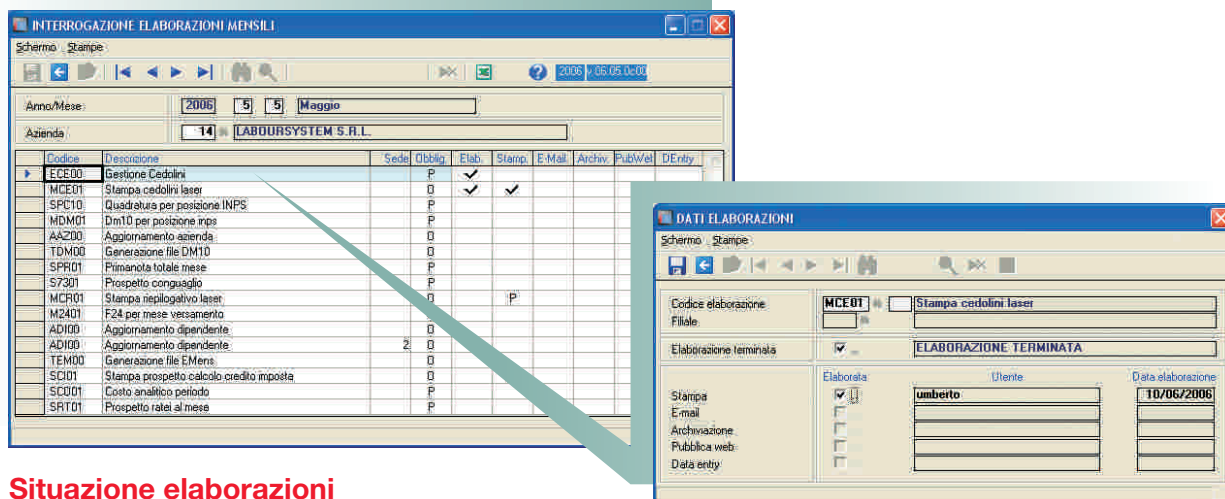 INTERROGAZIONE ELABORAZIONI MENSILI
Schermo Stampe
2006 v.06.05.0c00
Anno/Mese 2006 5 5 Maggio
Azienda 14 LABOURSYSTEM S.R.L.
Codice Descrizione Sede Obblig. Elab. Stamp. E-Mail Archiv. PubWel DEntry
ECE00 Gestione Cedolini P
MCE01 Stampa cedolini laser O
SPC10 Quadratura per posizione INPS P
MDM01 Dm10 per posizione inps P
AAZ00 Aggiornamento azienda O
TDM00 Generazione file DM10 O
SPR01 Primanota totale mese P
S7301 Prospetto conguaglio P
MCR01 Stampa riepilogativo laser O P
M2401 F24 per mese versamento O
ADI00 Aggiornamento dipendente O
ADI00 Aggiornamento dipendente 2 O
TEM00 Generazione file EMens O
SCI01 Stampa prospetto calcolo credito imposta O
SCO01 Costo analitico periodo P
SRT01 Prospetto ratei al mese P
DATI ELABORAZIONI
Schermo Stampe
Codice elaborazione MCE01 Stampa cedolini laser
Filiale
Elaborazione terminata ELABORAZIONE TERMINATA
Elaborata Utente Data elaborazione
Stampa umberto 10/06/2006
E-mail
Archiviazione
Pubblica web
Data entry
Situazione elaborazioni